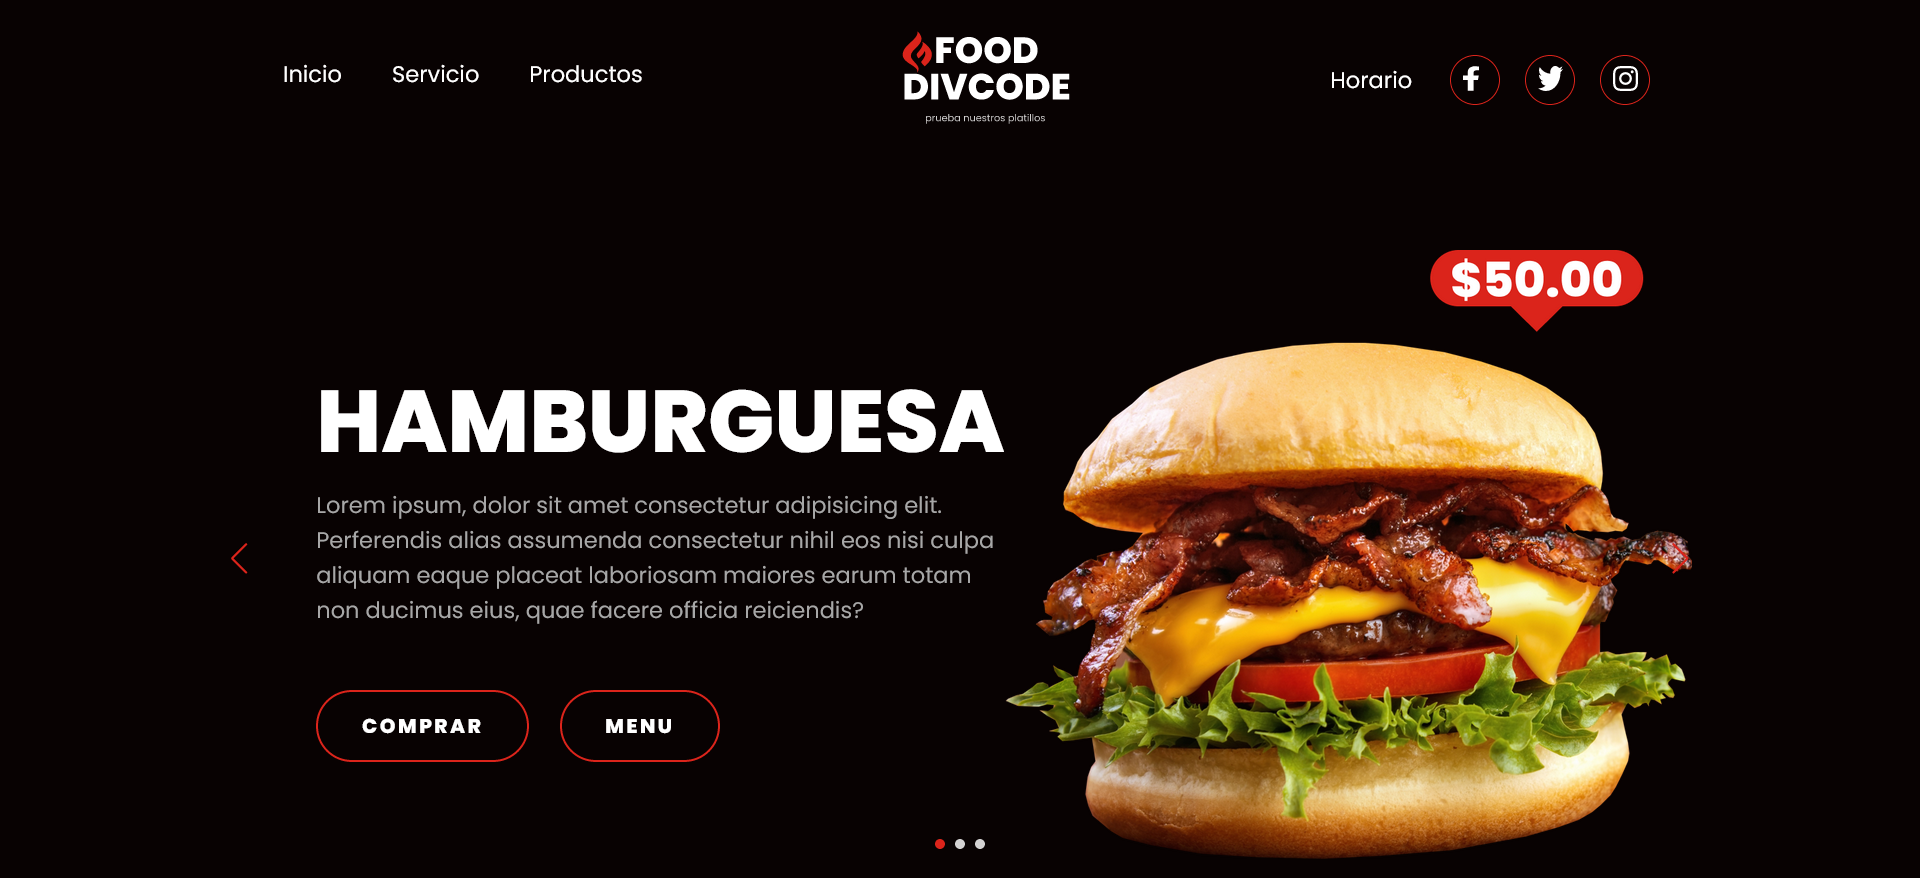 Inicio
Servicio
Productos
FOOD
DIVCODE
prueba nuestros platillos
Horario
$50.00
HAMBURGUESA
Lorem ipsum, dolor sit amet consectetur adipisicing elit.
Perferendis alias assumenda consectetur nihil eos nisi culpa
aliquam eaque placeat laboriosam maiores earum totam
non ducimus eius, quae facere officia reiciendis?
COMPRAR
MENU